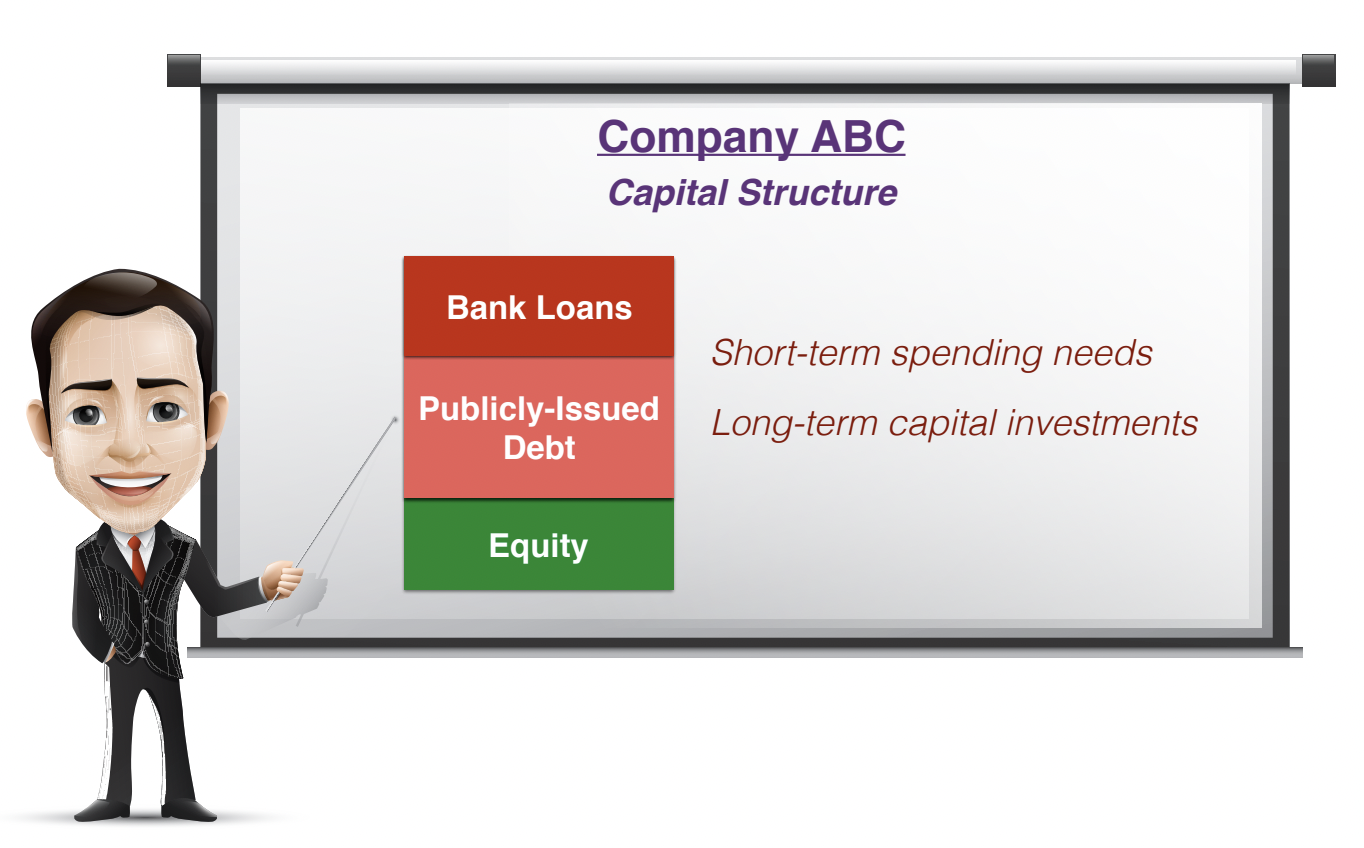 Company ABC
Capital Structure
Bank Loans
Short-term spending needs
Publicly-Issued
Debt
Long-term capital investments
Equity